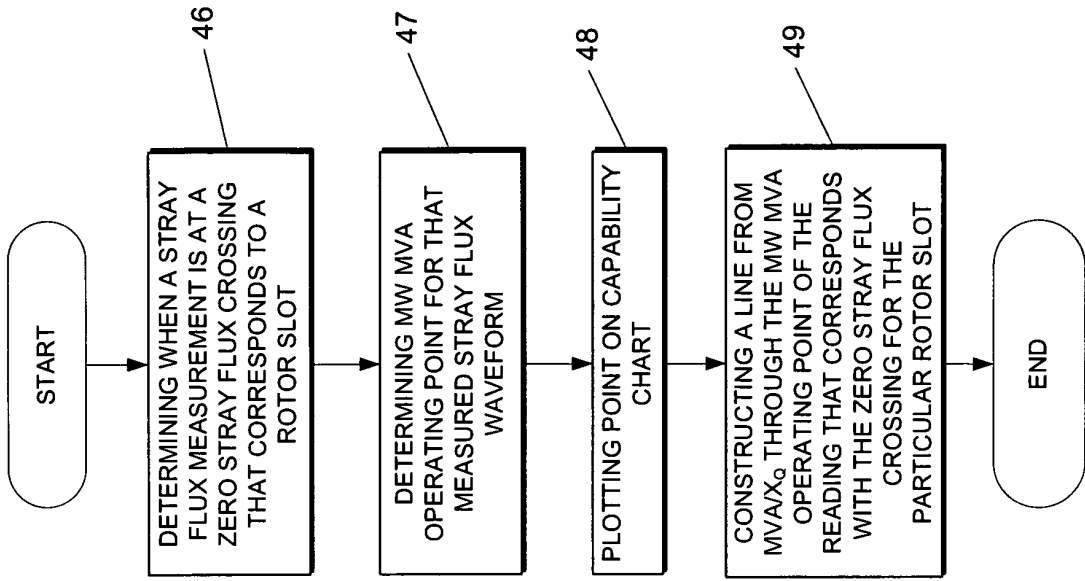 START
DETERMINING WHEN A STRAY
FLUX MEASUREMENT IS AT A
ZERO STRAY FLUX CROSSING
THAT CORRESPONDS TO A
ROTOR SLOT
46
DETERMINING MW MVA
OPERATING POINT FOR THAT
MEASURED STRAY FLUX
WAVEFORM
47
PLOTTING POINT ON CAPABILITY
CHART
48
CONSTRUCTING A LINE FROM
MVA/XQ THROUGH THE MW MVA
OPERATING POINT OF THE
READING THAT CORRESPONDS
WITH THE ZERO STRAY FLUX
CROSSING FOR THE
PARTICULAR ROTOR SLOT
49
END